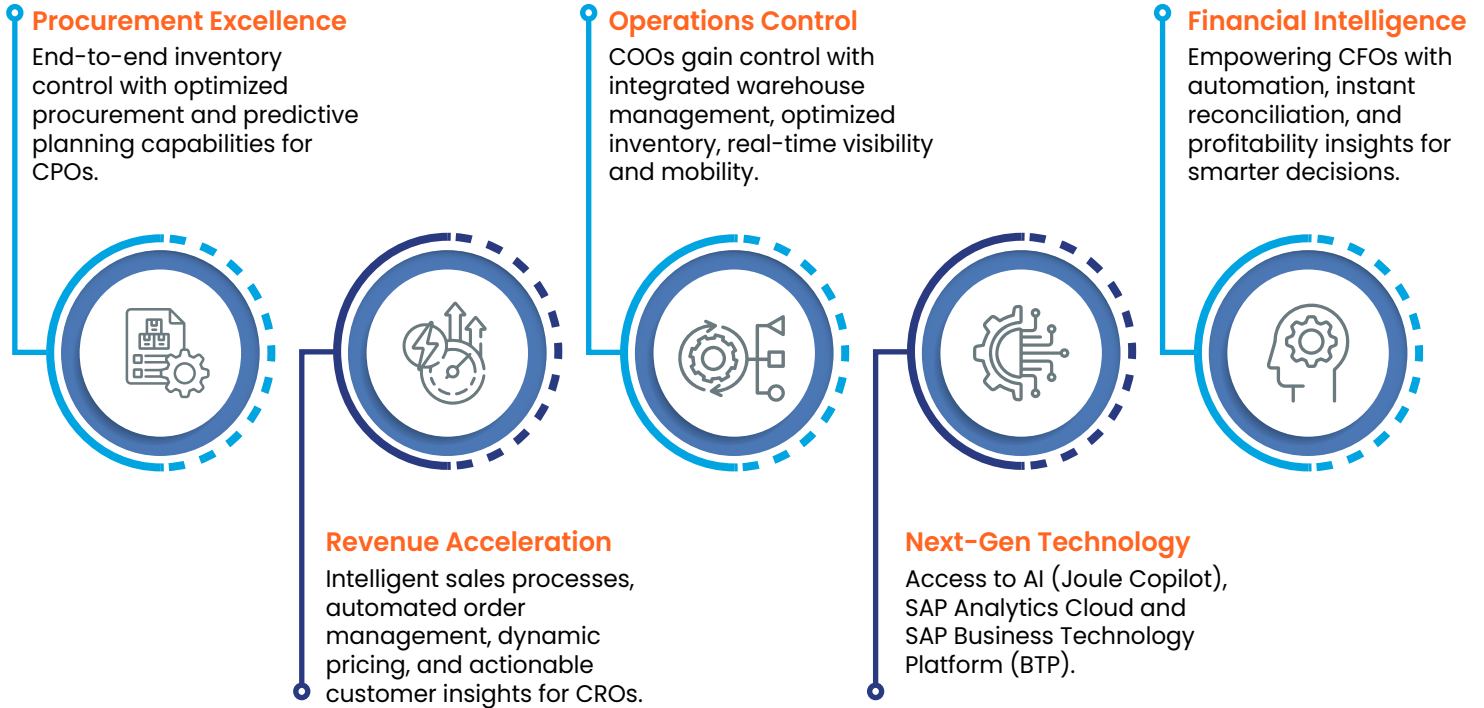 Procurement Excellence
End-to-end inventory
control with optimized
procurement and predictive
planning capabilities for
CPOs.
Operations Control
COOs gain control with
integrated warehouse
management, optimized
inventory, real-time visibility
and mobility.
Financial Intelligence
Empowering CFOs with
automation, instant
reconciliation, and
profitability insights for
smarter decisions.
Revenue Acceleration
Intelligent sales processes,
automated order
management, dynamic
pricing, and actionable
customer insights for CROs.
Next-Gen Technology
Access to AI (Joule Copilot),
SAP Analytics Cloud and
SAP Business Technology
Platform (BTP).